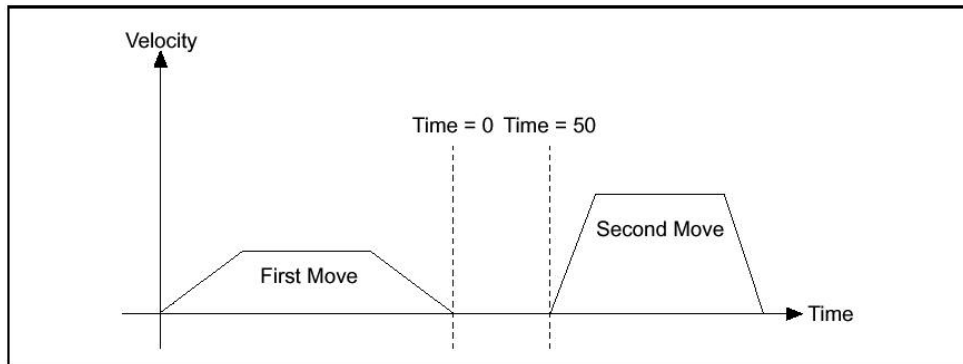 Velocity
Time = 0 Time = 50
Second Move
First Move
Time